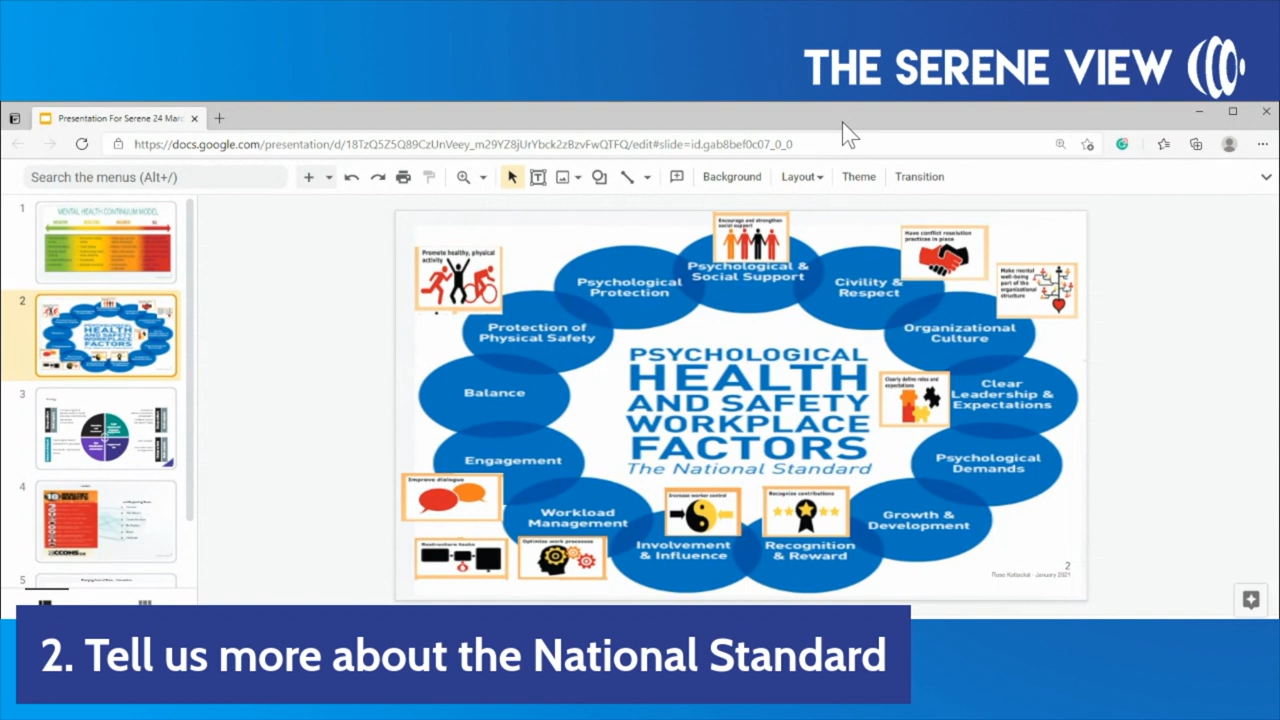 THE SERENE VIEW
Presentation For Serene 24 Marc
https://docs.google.com/presentation/d/18TzQ5Z5Q89CzUnVeey_m29YZ8jUrYbck2zBzvFwQTFQ/edit#slide=id.gab8bef0c07_0_0
Search the menus (Alt+/)
Background
Layout
Theme
Transition
1
MENTAL HEALTH CONTINUUM MODEL
2
HEALTH
AND SAFETY
WORKPLACE
FACTORS
3
4
5
Encourage and strengthen
social support
Have conflict resolution
practices in place
Promote healthy, physical
activity
Make mental
well-being
part of the
organizational
structure
Psychological &
Social Support
Psychological
Protection
Civility &
Respect
Protection of
Physical Safety
Organizational
Culture
PSYCHOLOGICAL
HEALTH
AND SAFETY
WORKPLACE
FACTORS
The National Standard
Balance
Clearly define roles and
expectations
Clear
Leadership &
Expectations
Engagement
Psychological
Demands
Improve dialogue
Increase worker control
Recognize contributions
Workload
Management
Growth &
Development
Restructure tasks
Optimize work processes
Involvement
& Influence
Recognition
& Reward
2
2. Tell us more about the National Standard